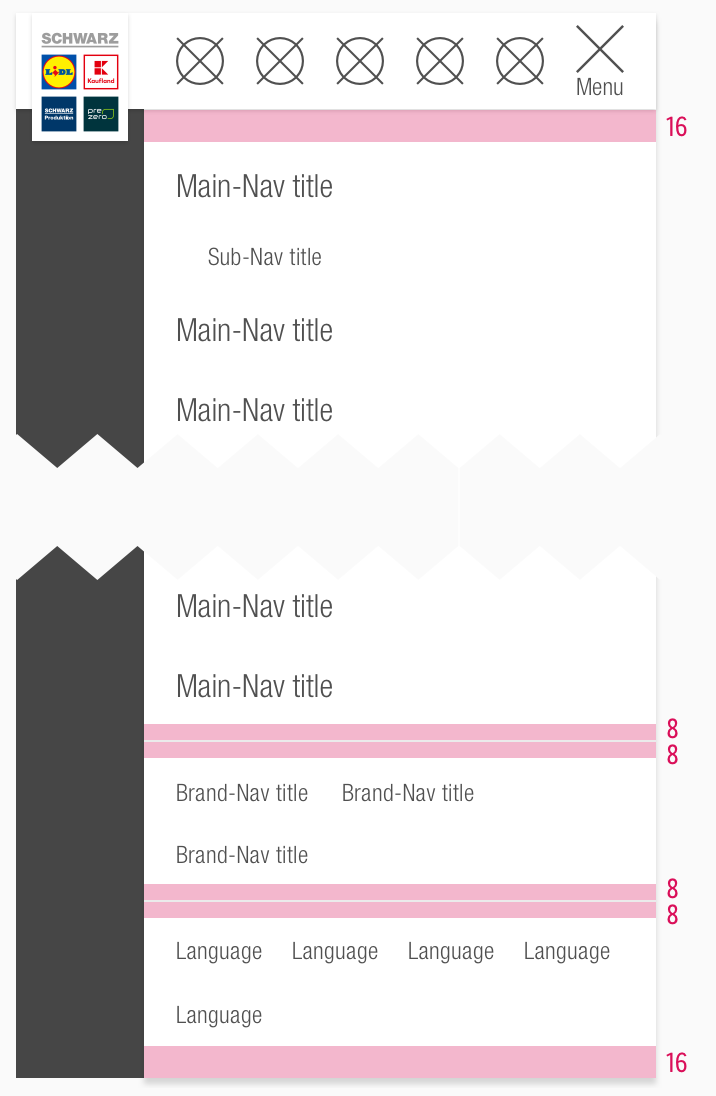 SCHWARZ
LIDL
K
Kaufland
SCHWARZ
Produktion
pre
zero
Menu
16
Main-Nav title
Sub-Nav title
Main-Nav title
Main-Nav title
Main-Nav title
Main-Nav title
8
8
Brand-Nav title Brand-Nav title
Brand-Nav title
8
8
Language Language Language Language
Language
16